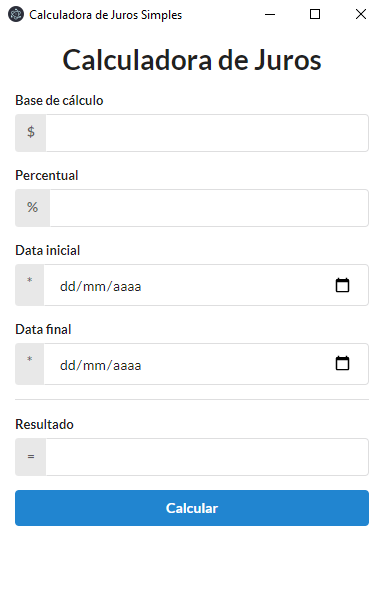 Calculadora de Juros Simples
Calculadora de Juros
Base de cálculo
$
Percentual
%
Data inicial
* dd/mm/aaaa
Data final
* dd/mm/aaaa
Resultado
=
Calcular